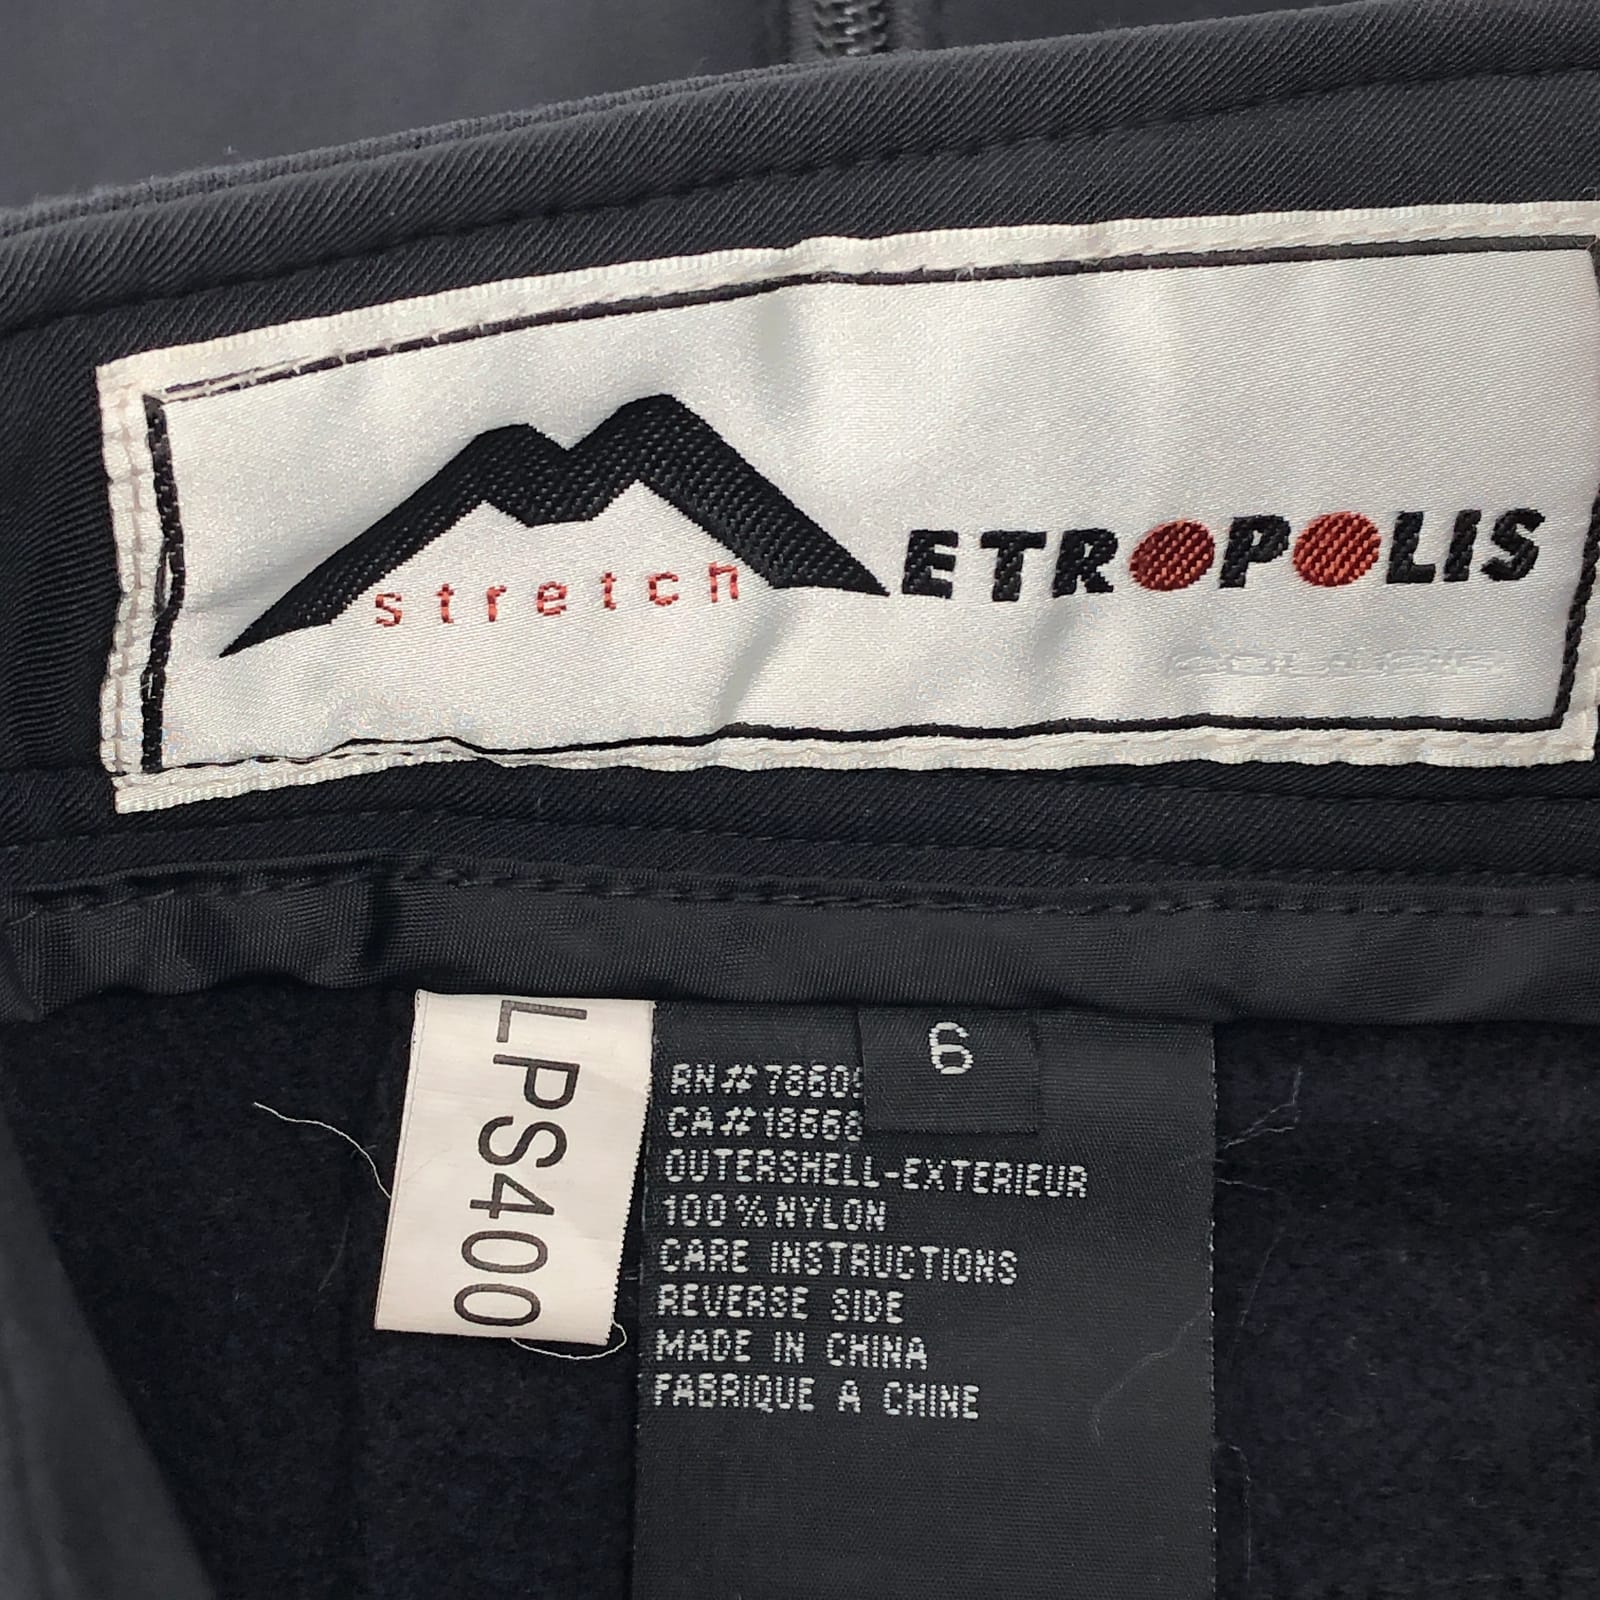 stretch
METROPOLIS
LPS400
6
RN#7860
CA#18668
OUTERSHELL-EXTERIEUR
100%NYLON
CARE INSTRUCTIONS
REVERSE SIDE
MADE IN CHINA
FABRIQUE A CHINE